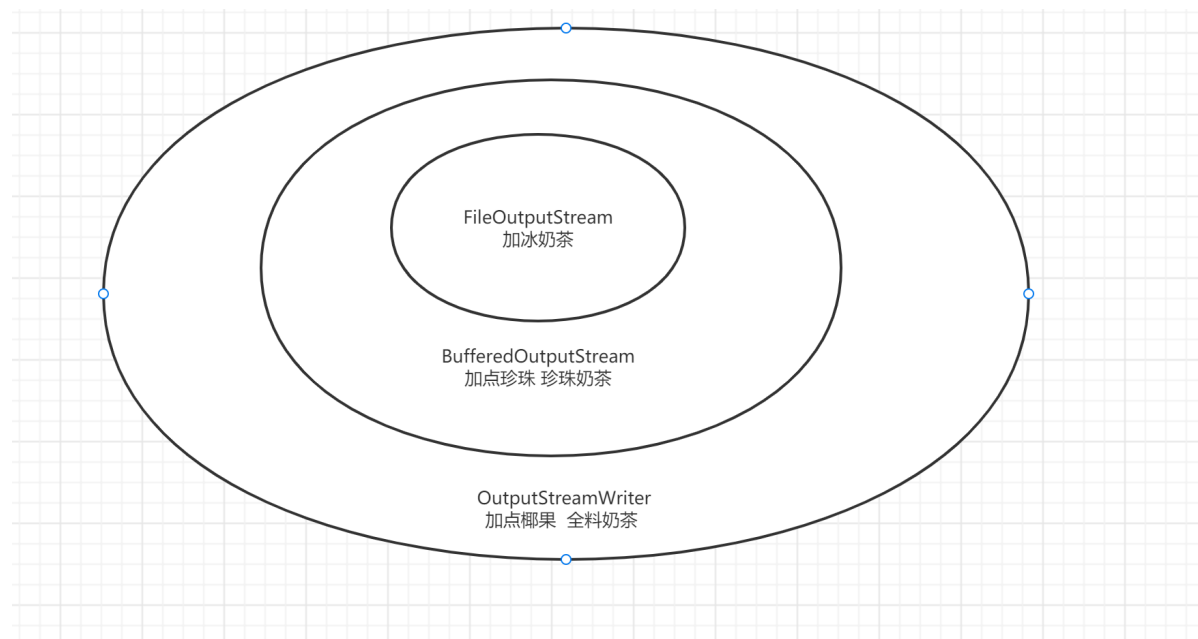 FileOutputStream
加冰奶茶
BufferedOutputStream
加点珍珠 珍珠奶茶
OutputStreamWriter
加点椰果  全料奶茶